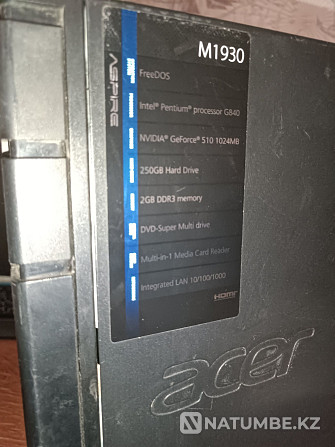 M1930
ASPIRE
FreeDOS
Intel® Pentium® processor G840
NVIDIA® GeForce® 510 1024MB
250GB Hard Drive
2GB DDR3 memory
DVD-Super Multi drive
Multi-in-1 Media Card Reader
Integrated LAN 10/100/1000
HDMI
acer
NATUMBE.KZ